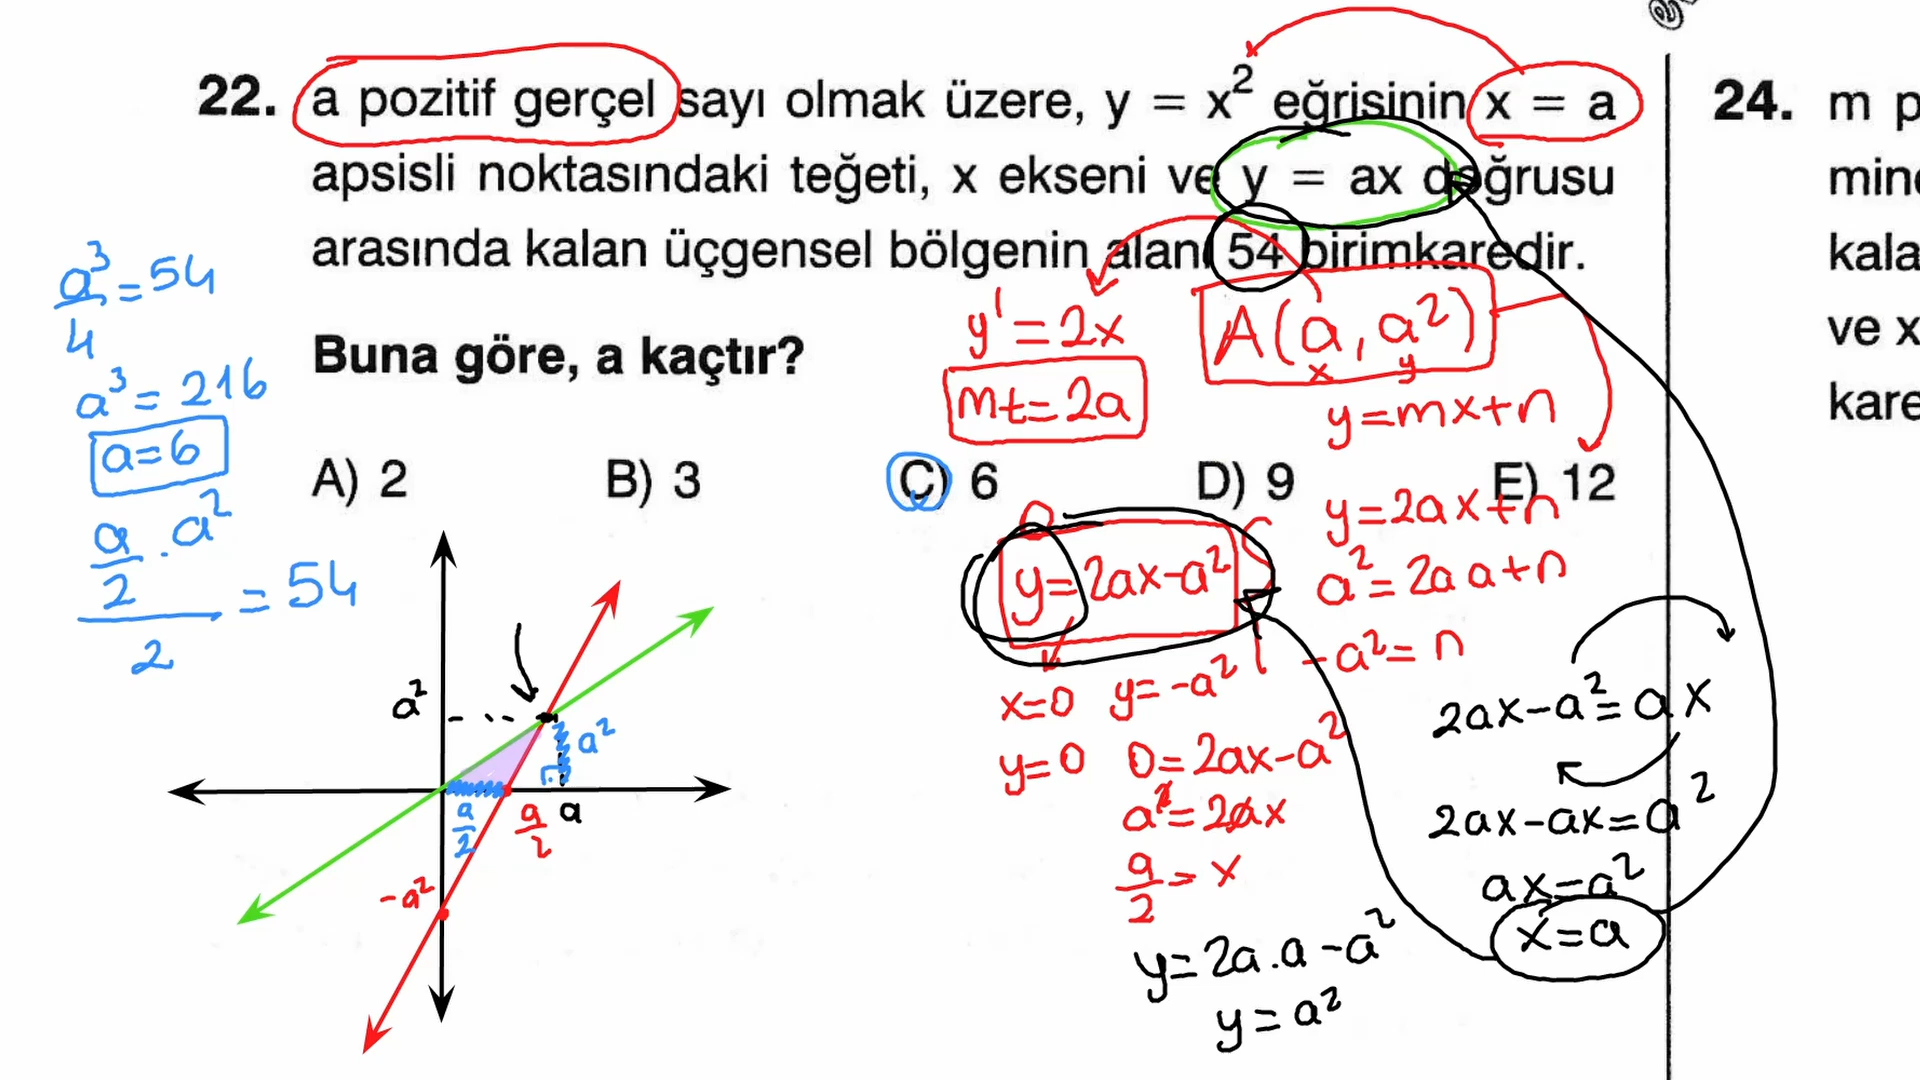 22. a pozitif gerçel sayı olmak üzere, y = x² eğrisinin x = a
apsisli noktasındaki teğeti, x ekseni ve y = ax doğrusu
arasında kalan üçgensel bölgenin alanı 54 birimkaredir.
Buna göre, a kaçtır?
A) 2 B) 3 C) 6 D) 9 E) 12
a³/4 = 54
a³ = 216
a = 6
(a/2 . a²)/2 = 54
y' = 2x
mt = 2a
A(a, a²)
x y
y = mx + n
y = 2ax + n
a² = 2aa + n
-a² = n
y = 2ax - a²
x = 0 y = -a²
y = 0 0 = 2ax - a²
a² = 2ax
a/2 = x
2ax - a² = ax
2ax - ax = a²
ax = a²
x = a
y = 2a.a - a²
y = a²
a²
a²
a/2
a/2
a
-a²
24. m p
kala
ve x
kare